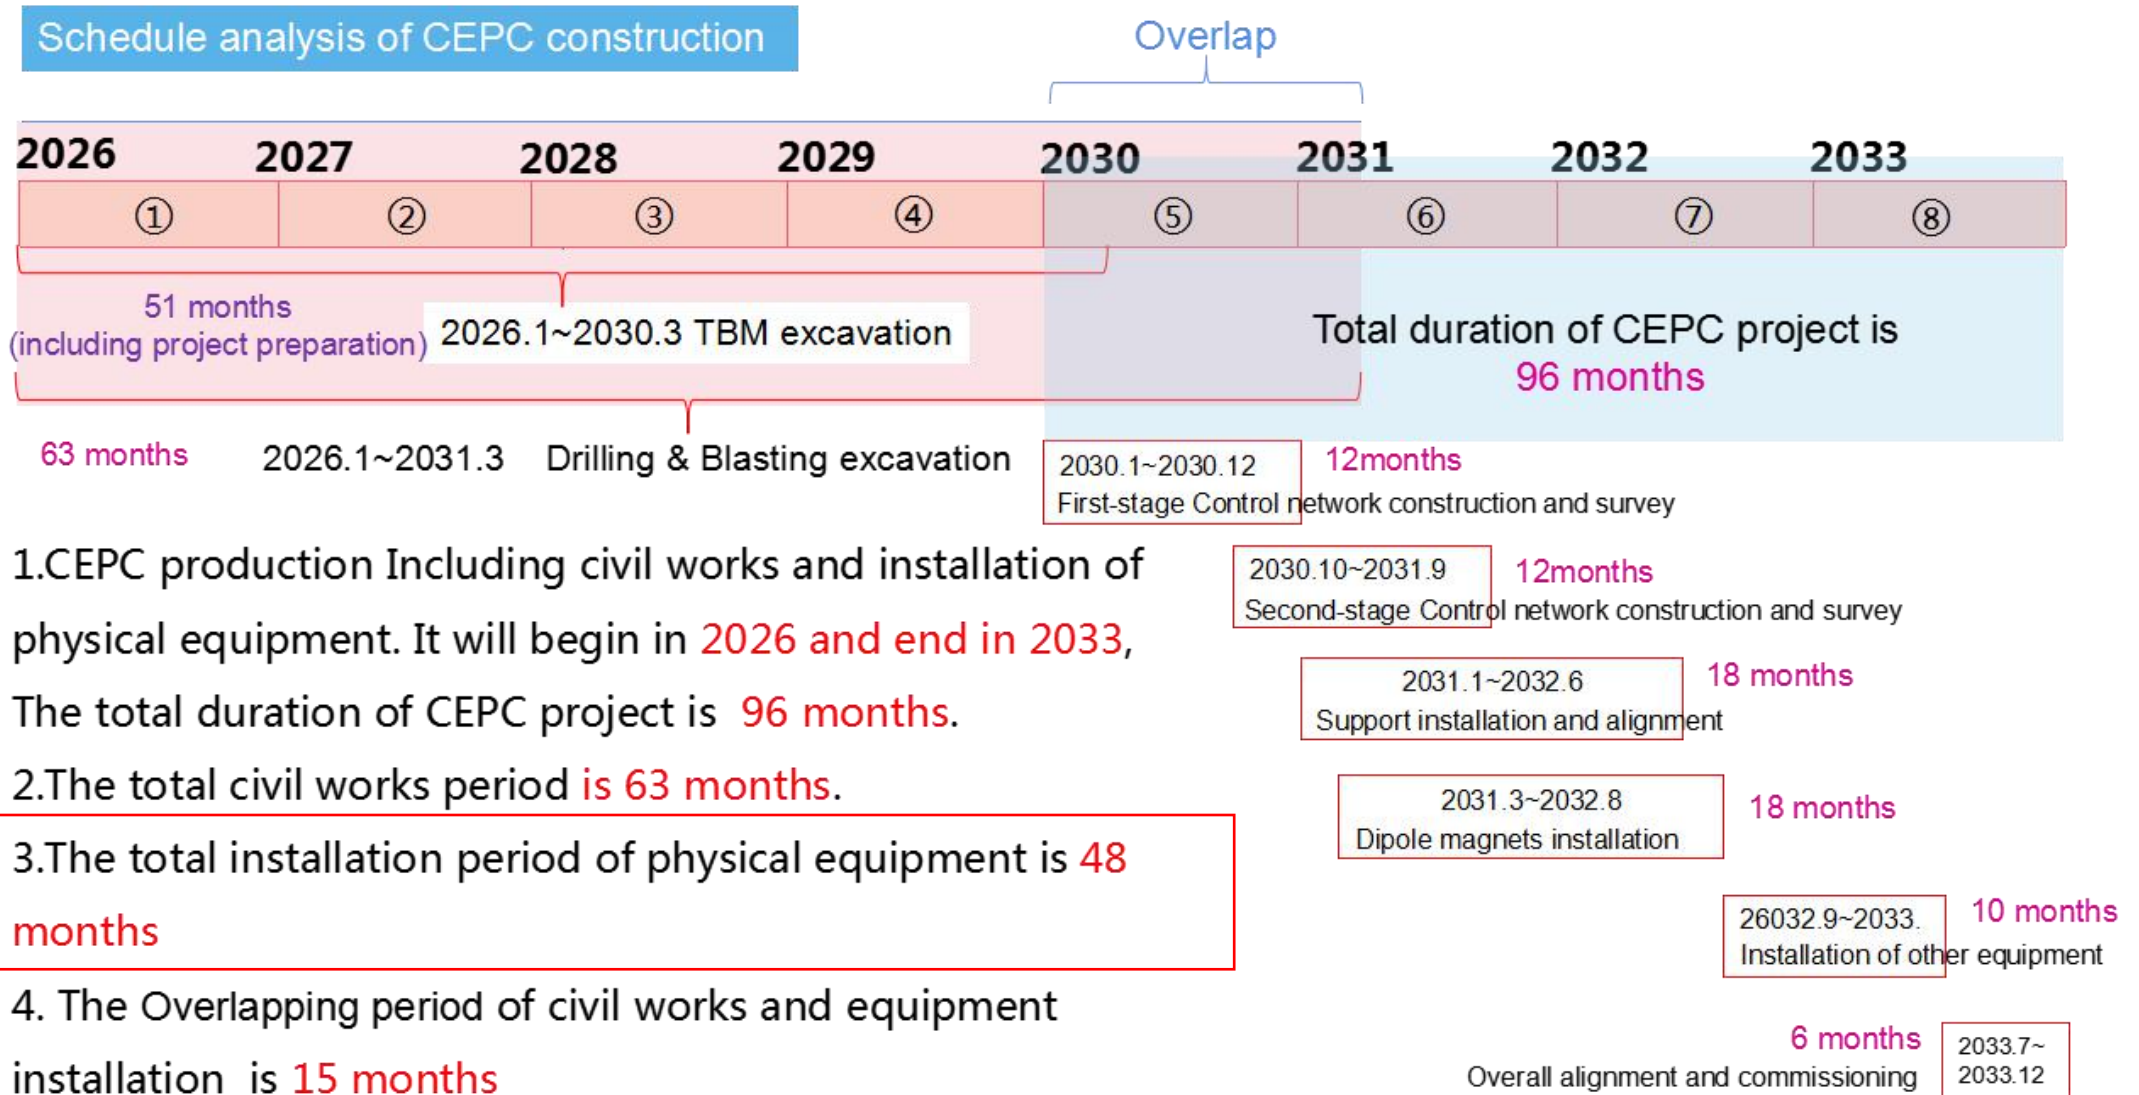 Schedule analysis of CEPC construction
Overlap
2026 2027 2028 2029 2030 2031 2032 2033
① ② ③ ④ ⑤ ⑥ ⑦ ⑧
51 months
(including project preparation)
2026.1~2030.3 TBM excavation
Total duration of CEPC project is
96 months
63 months 2026.1~2031.3 Drilling & Blasting excavation
2030.1~2030.12 12months
First-stage Control network construction and survey
1.CEPC production Including civil works and installation of
physical equipment. It will begin in 2026 and end in 2033,
The total duration of CEPC project is 96 months.
2.The total civil works period is 63 months.
3.The total installation period of physical equipment is 48
months
4. The Overlapping period of civil works and equipment
installation is 15 months
2030.10~2031.9 12months
Second-stage Control network construction and survey
2031.1~2032.6 18 months
Support installation and alignment
2031.3~2032.8 18 months
Dipole magnets installation
26032.9~2033. 10 months
Installation of other equipment
6 months 2033.7~
Overall alignment and commissioning 2033.12